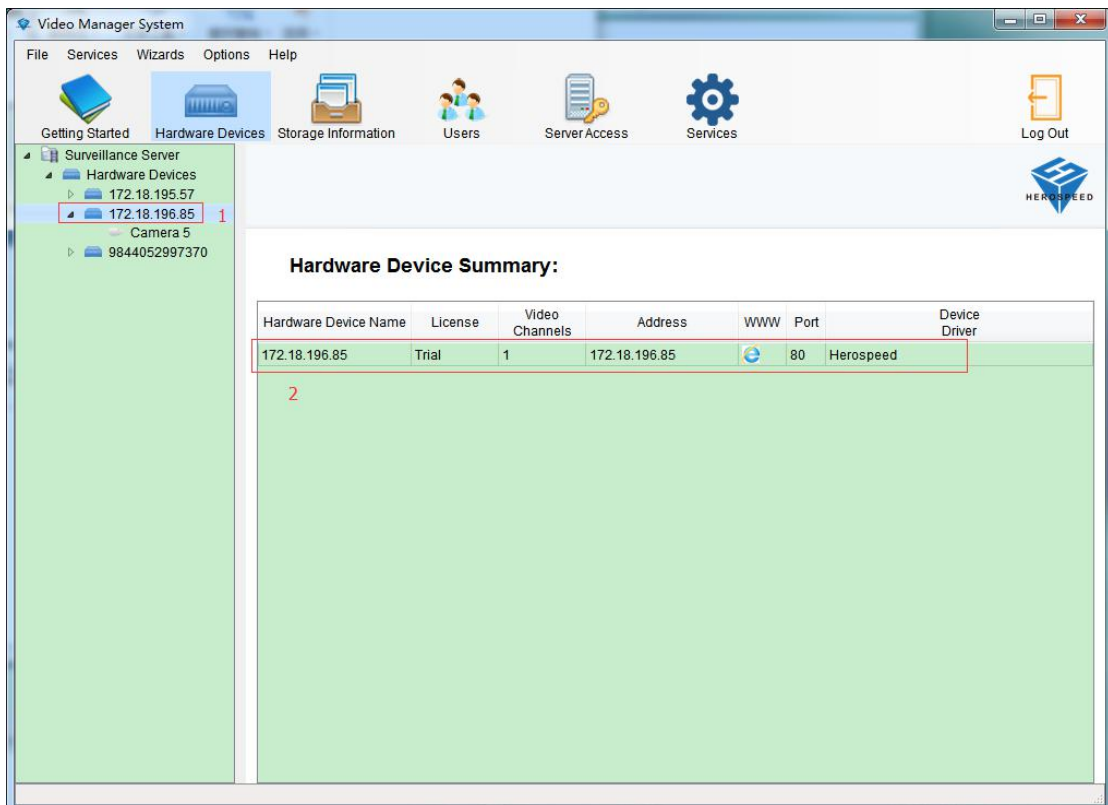 Video Manager System
File Services Wizards Options Help
Getting Started Hardware Devices Storage Information Users Server Access Services Log Out
Surveillance Server
Hardware Devices
172.18.195.57
172.18.196.85 1
Camera 5
9844052997370
HEROSPEED
Hardware Device Summary:
Hardware Device Name License Video Channels Address WWW Port Device Driver
172.18.196.85 Trial 1 172.18.196.85 80 Herospeed
2